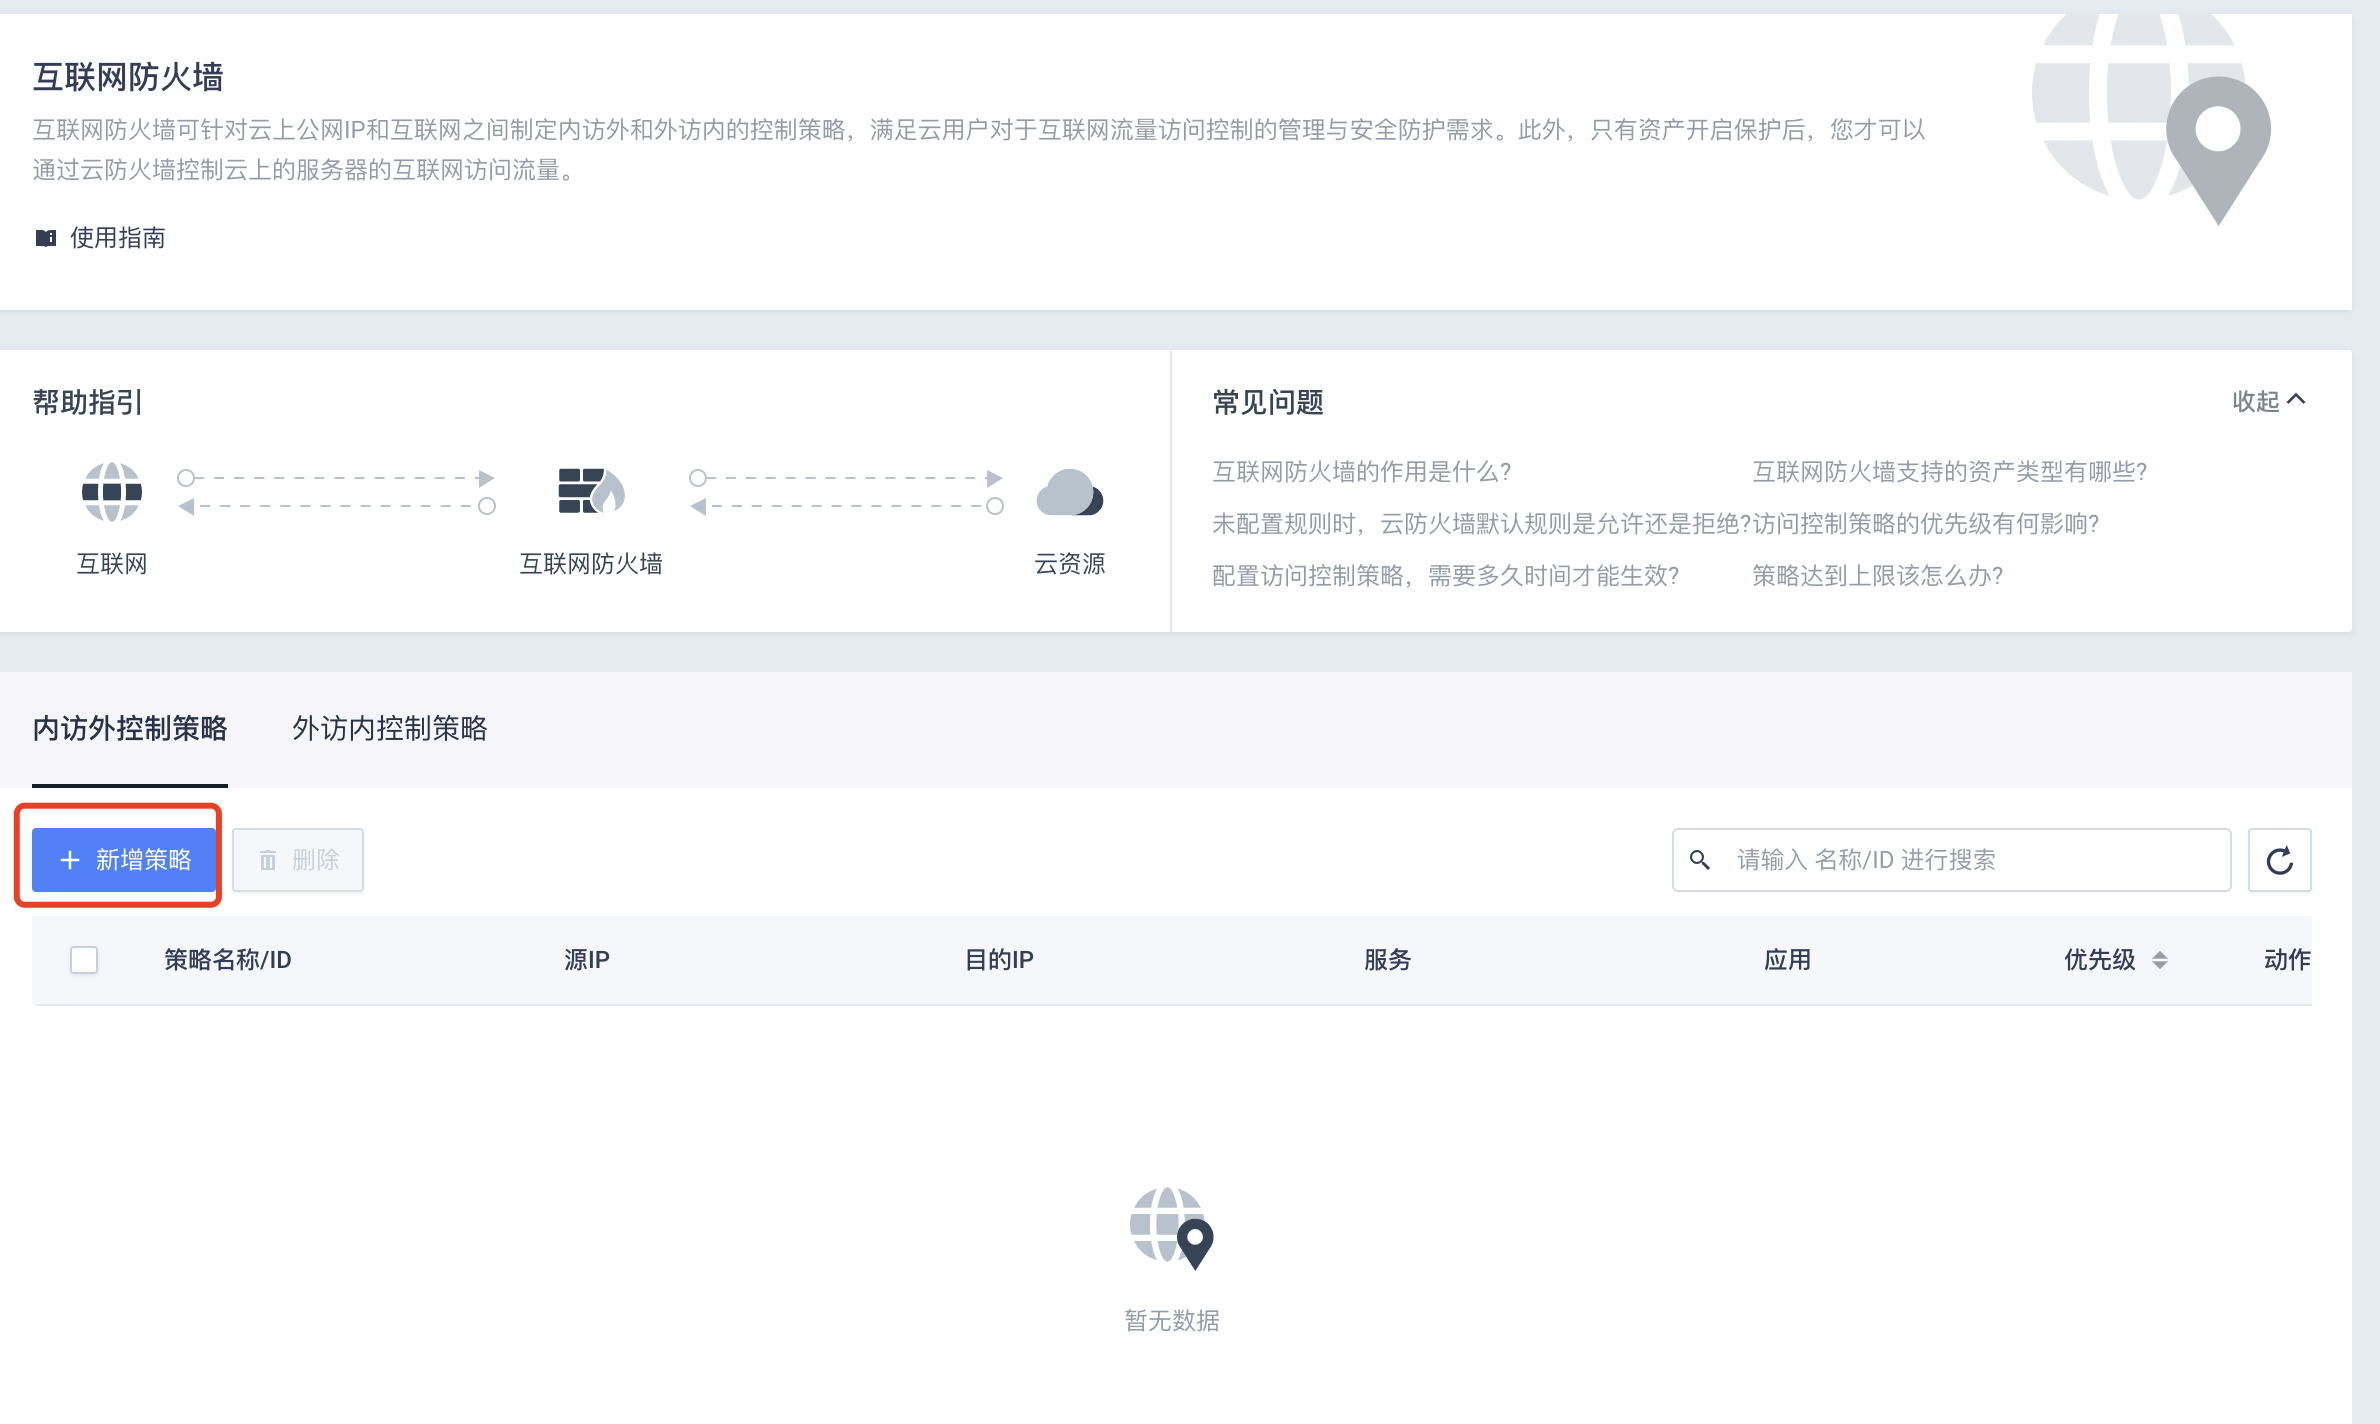 互联网防火墙
互联网防火墙可针对云上公网IP和互联网之间制定内访外和外访内的控制策略，满足云用户对于互联网流量访问控制的管理与安全防护需求。此外，只有资产开启保护后，您才可以
通过云防火墙控制云上的服务器的互联网访问流量。
使用指南
帮助指引
互联网
互联网防火墙
云资源
常见问题
收起
互联网防火墙的作用是什么?
互联网防火墙支持的资产类型有哪些?
未配置规则时，云防火墙默认规则是允许还是拒绝?
访问控制策略的优先级有何影响?
配置访问控制策略，需要多久时间才能生效?
策略达到上限该怎么办?
内访外控制策略
外访内控制策略
新增策略
删除
请输入 名称/ID 进行搜索
策略名称/ID
源IP
目的IP
服务
应用
优先级
动作
暂无数据